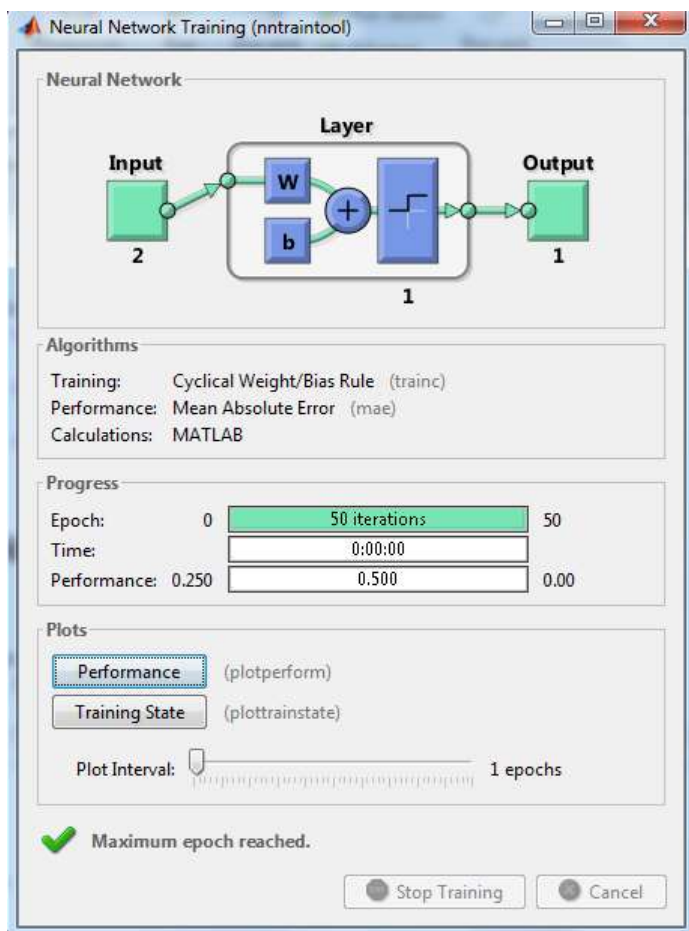 Neural Network Training (nntraintool)
Neural Network
Layer
Input
Output
W
b
2
1
1
Algorithms
Training: Cyclical Weight/Bias Rule (trainc)
Performance: Mean Absolute Error (mae)
Calculations: MATLAB
Progress
Epoch: 0 50 iterations 50
Time: 0:00:00
Performance: 0.250 0.500 0.00
Plots
Performance (plotperform)
Training State (plottrainstate)
Plot Interval: 1 epochs
Maximum epoch reached.
Stop Training Cancel